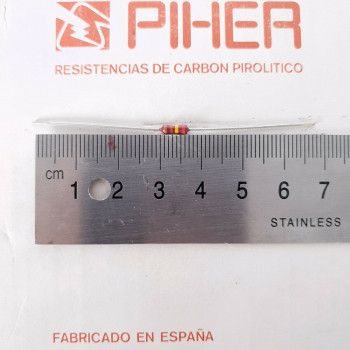 PIHER
RESISTENCIAS DE CARBON PIROLITICO
cm 1 2 3 4 5 6 7
STAINLESS
FABRICADO EN ESPAÑA